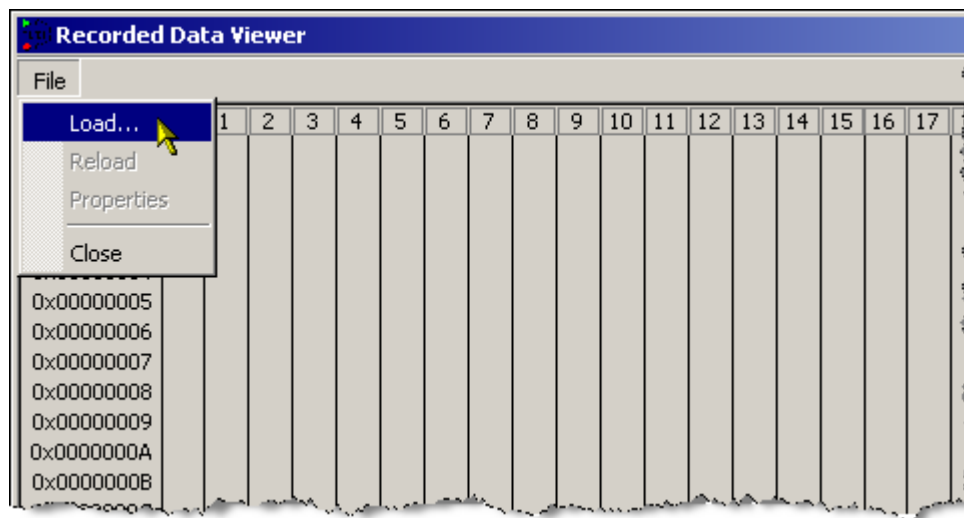 Recorded Data Viewer
File
Load...
1 2 3 4 5 6 7 8 9 10 11 12 13 14 15 16 17
Reload
Properties
Close
0x00000005
0x00000006
0x00000007
0x00000008
0x00000009
0x0000000A
0x0000000B